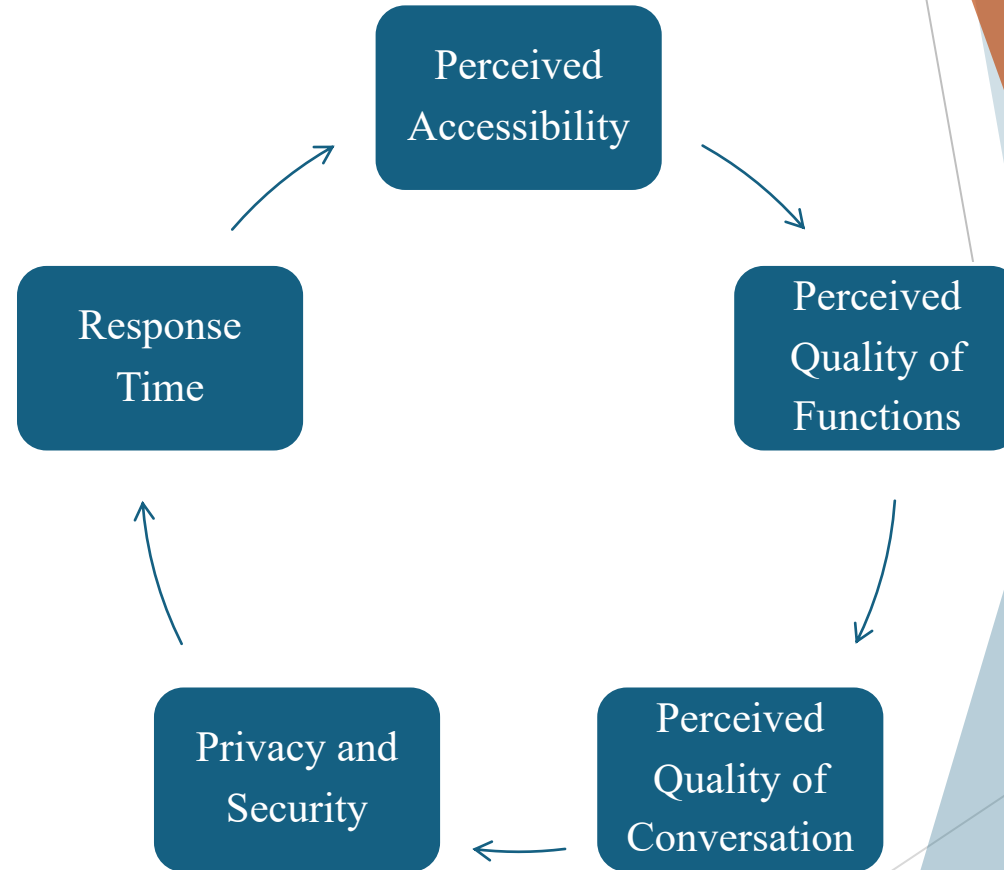 Perceived
Accessibility
Perceived
Quality of
Functions
Perceived
Quality of
Conversation
Privacy and
Security
Response
Time